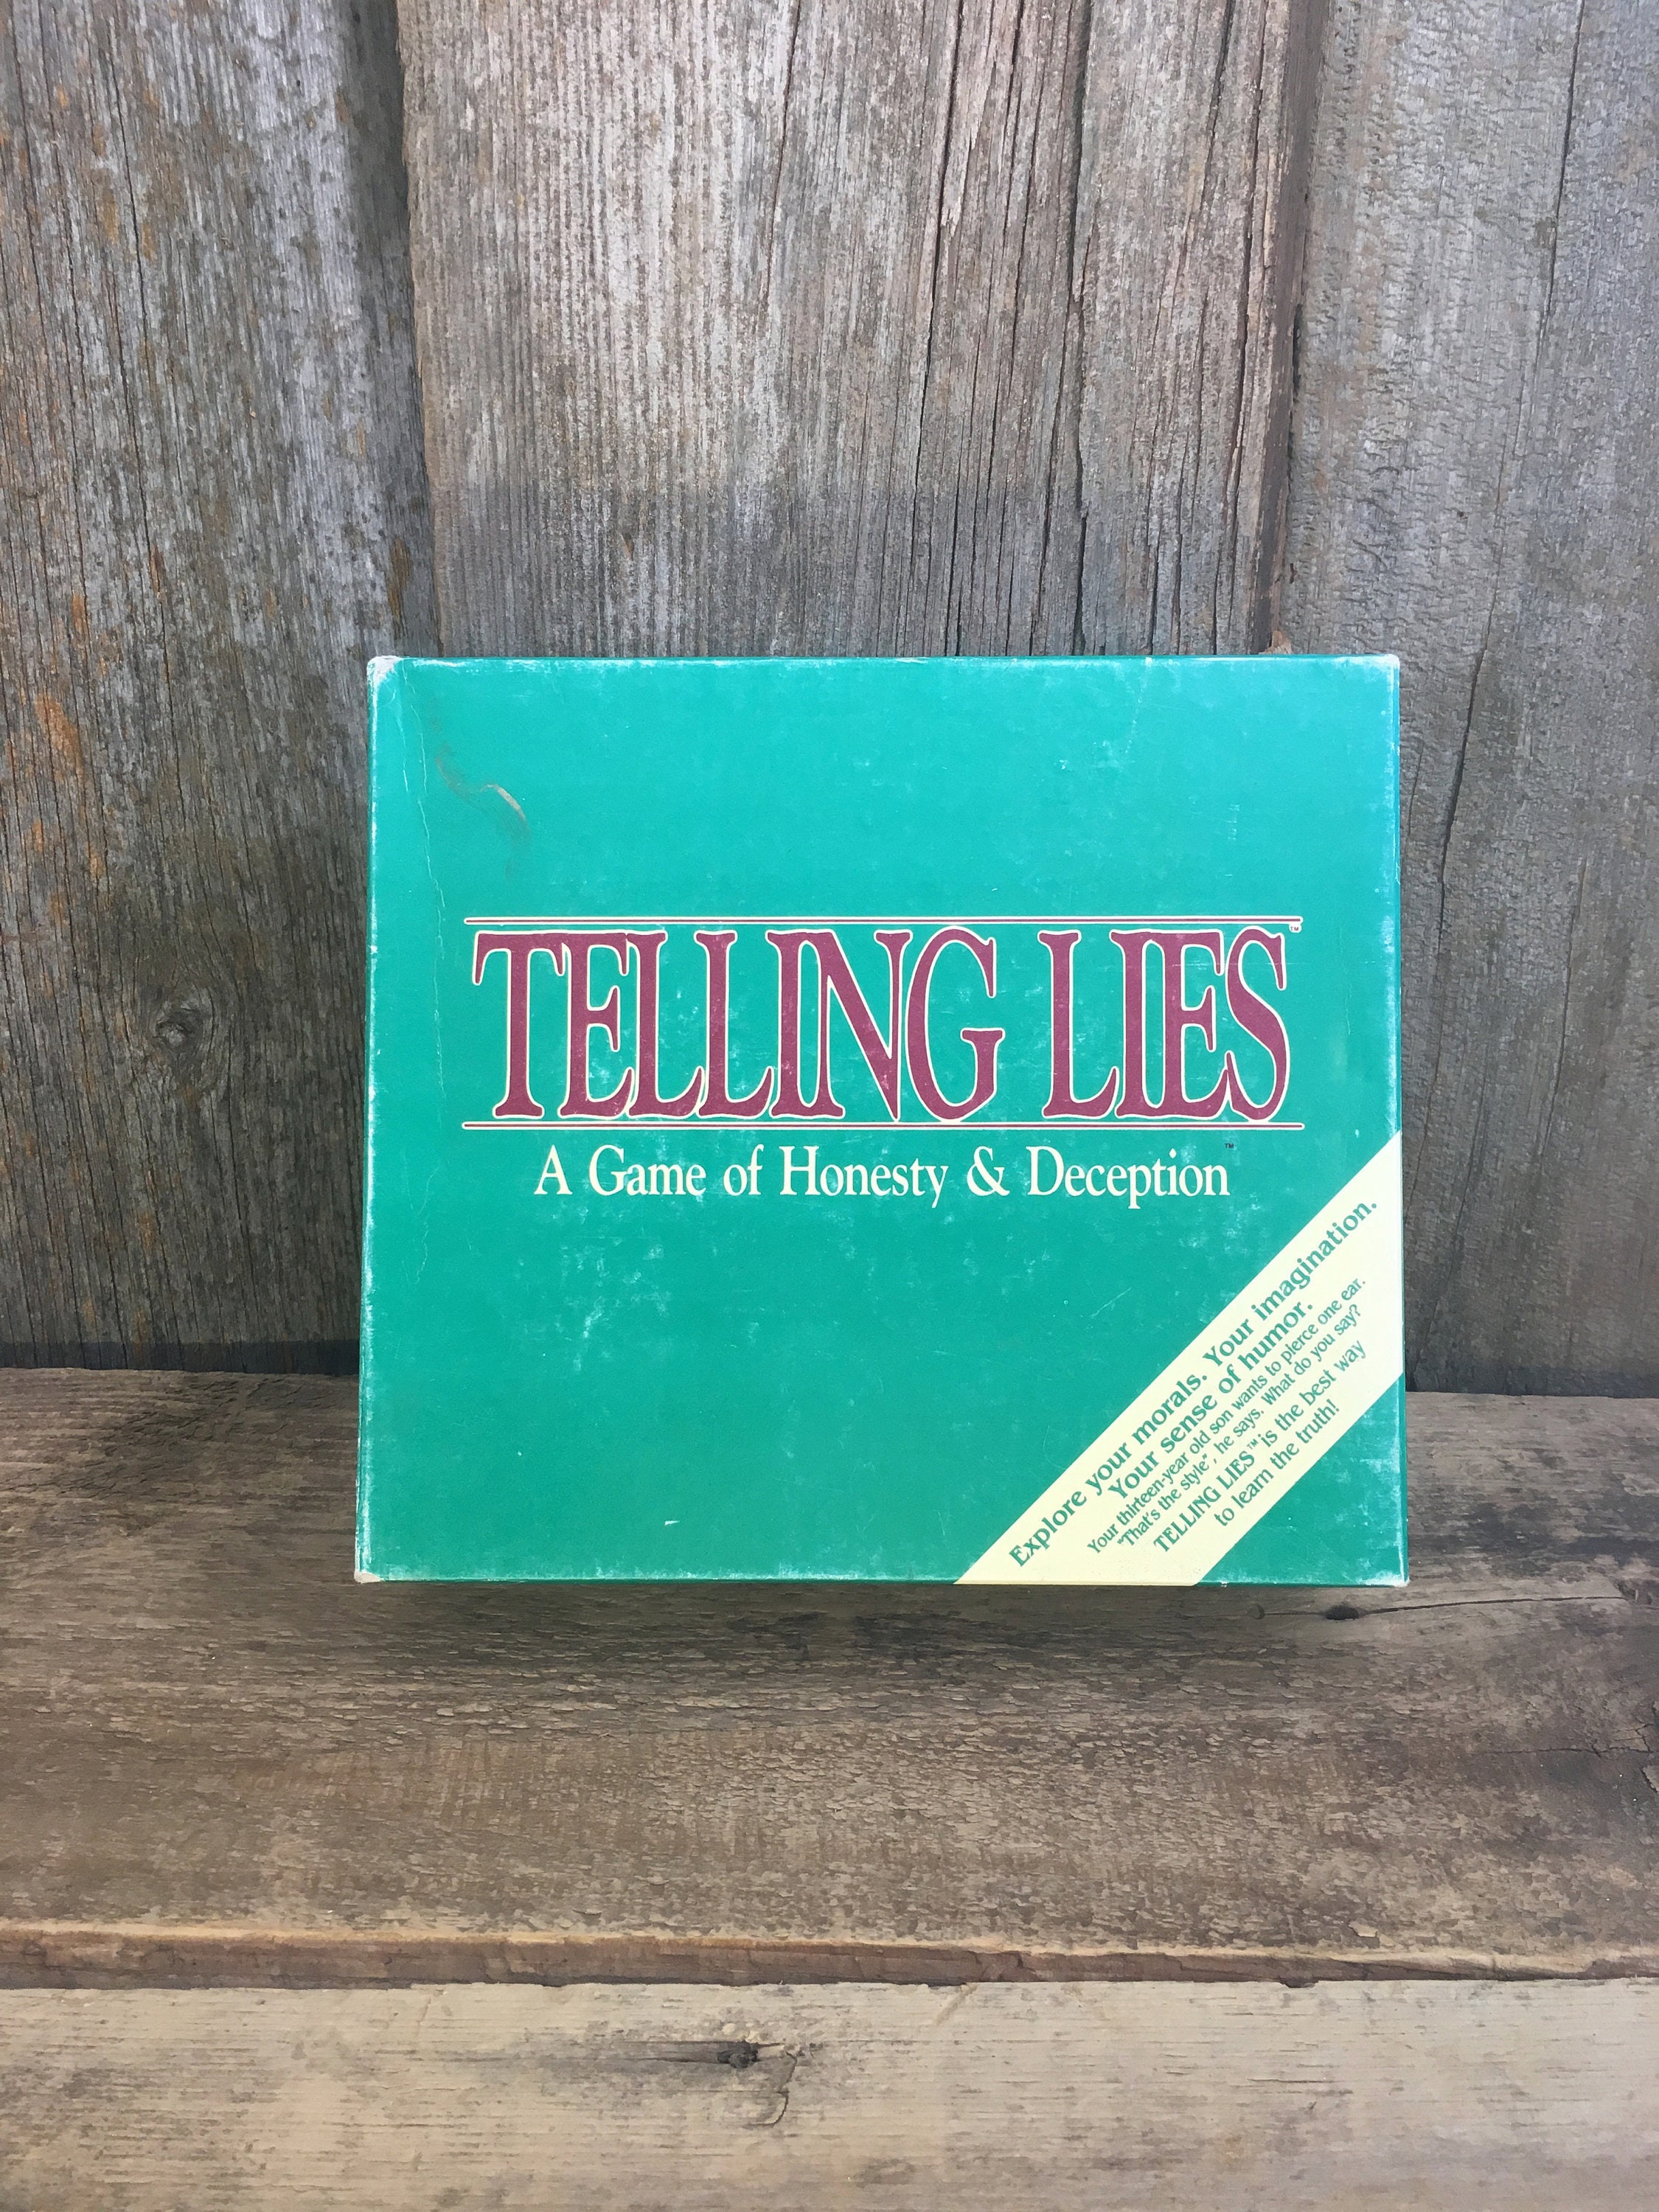 TELLING LIES™
A Game of Honesty & Deception™
Explore your morals. Your imagination.
Your sense of humor.
Your thirteen-year old son wants to pierce one ear.
"That's the style", he says. What do you say?
TELLING LIES™ is the best way
to learn the truth!